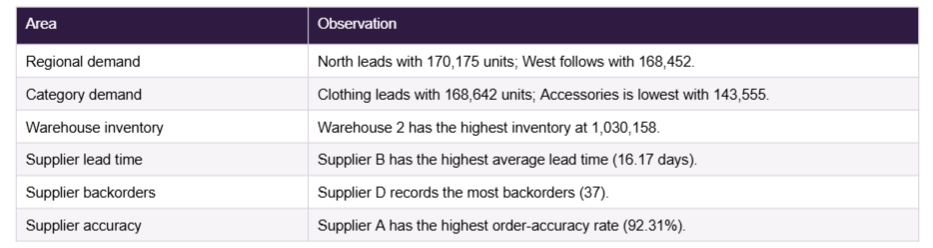 Area Observation
Regional demand North leads with 170,175 units; West follows with 168,452.
Category demand Clothing leads with 168,642 units; Accessories is lowest with 143,555.
Warehouse inventory Warehouse 2 has the highest inventory at 1,030,158.
Supplier lead time Supplier B has the highest average lead time (16.17 days).
Supplier backorders Supplier D records the most backorders (37).
Supplier accuracy Supplier A has the highest order-accuracy rate (92.31%).